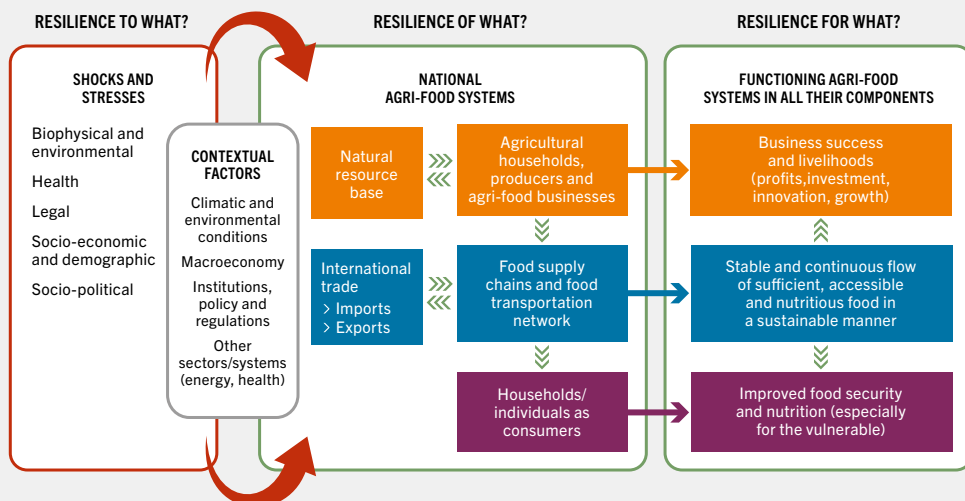 RESILIENCE TO WHAT?
SHOCKS AND
STRESSES
Biophysical and
environmental
Health
Legal
Socio-economic
and demographic
Socio-political
CONTEXTUAL
FACTORS
Climatic and
environmental
conditions
Macroeconomy
Institutions,
policy and
regulations
Other
sectors/systems
(energy, health)
RESILIENCE OF WHAT?
NATIONAL
AGRI-FOOD SYSTEMS
Natural
resource
base
Agricultural
households,
producers and
agri-food businesses
International
trade
> Imports
> Exports
Food supply
chains and food
transportation
network
Households/
individuals as
consumers
RESILIENCE FOR WHAT?
FUNCTIONING AGRI-FOOD
SYSTEMS IN ALL THEIR COMPONENTS
Business success
and livelihoods
(profits,investment,
innovation, growth)
Stable and continuous flow
of sufficient, accessible
and nutritious food in
a sustainable manner
Improved food security
and nutrition (especially
for the vulnerable)